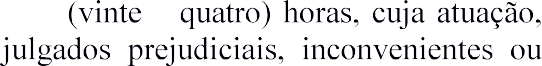 (vinte quatro) horas, cuja atuação,
julgados prejudiciais, inconvenientes ou